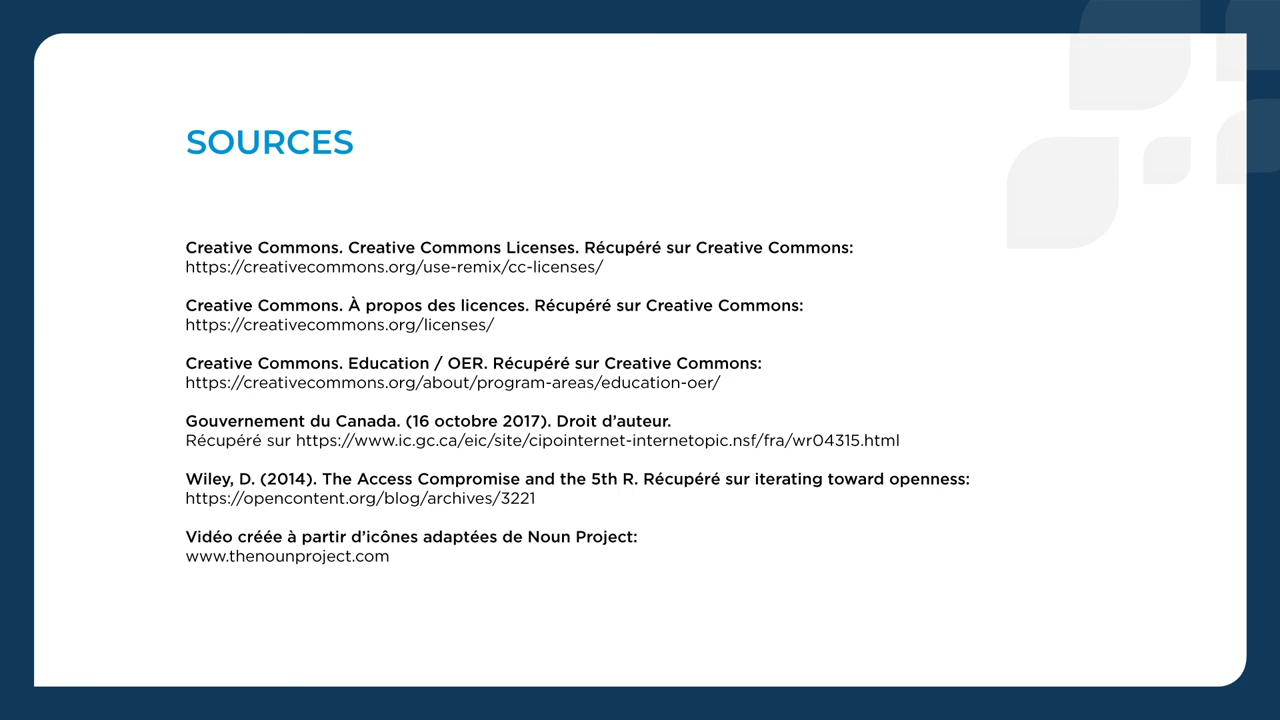 SOURCES
Creative Commons. Creative Commons Licenses. Récupéré sur Creative Commons:
https://creativecommons.org/use-remix/cc-licenses/
Creative Commons. À propos des licences. Récupéré sur Creative Commons:
https://creativecommons.org/licenses/
Creative Commons. Education / OER. Récupéré sur Creative Commons:
https://creativecommons.org/about/program-areas/education-oer/
Gouvernement du Canada. (16 octobre 2017). Droit d’auteur.
Récupéré sur https://www.ic.gc.ca/eic/site/cipointernet-internetopic.nsf/fra/wr04315.html
Wiley, D. (2014). The Access Compromise and the 5th R. Récupéré sur iterating toward openness:
https://opencontent.org/blog/archives/3221
Vidéo créée à partir d’icônes adaptées de Noun Project:
www.thenounproject.com